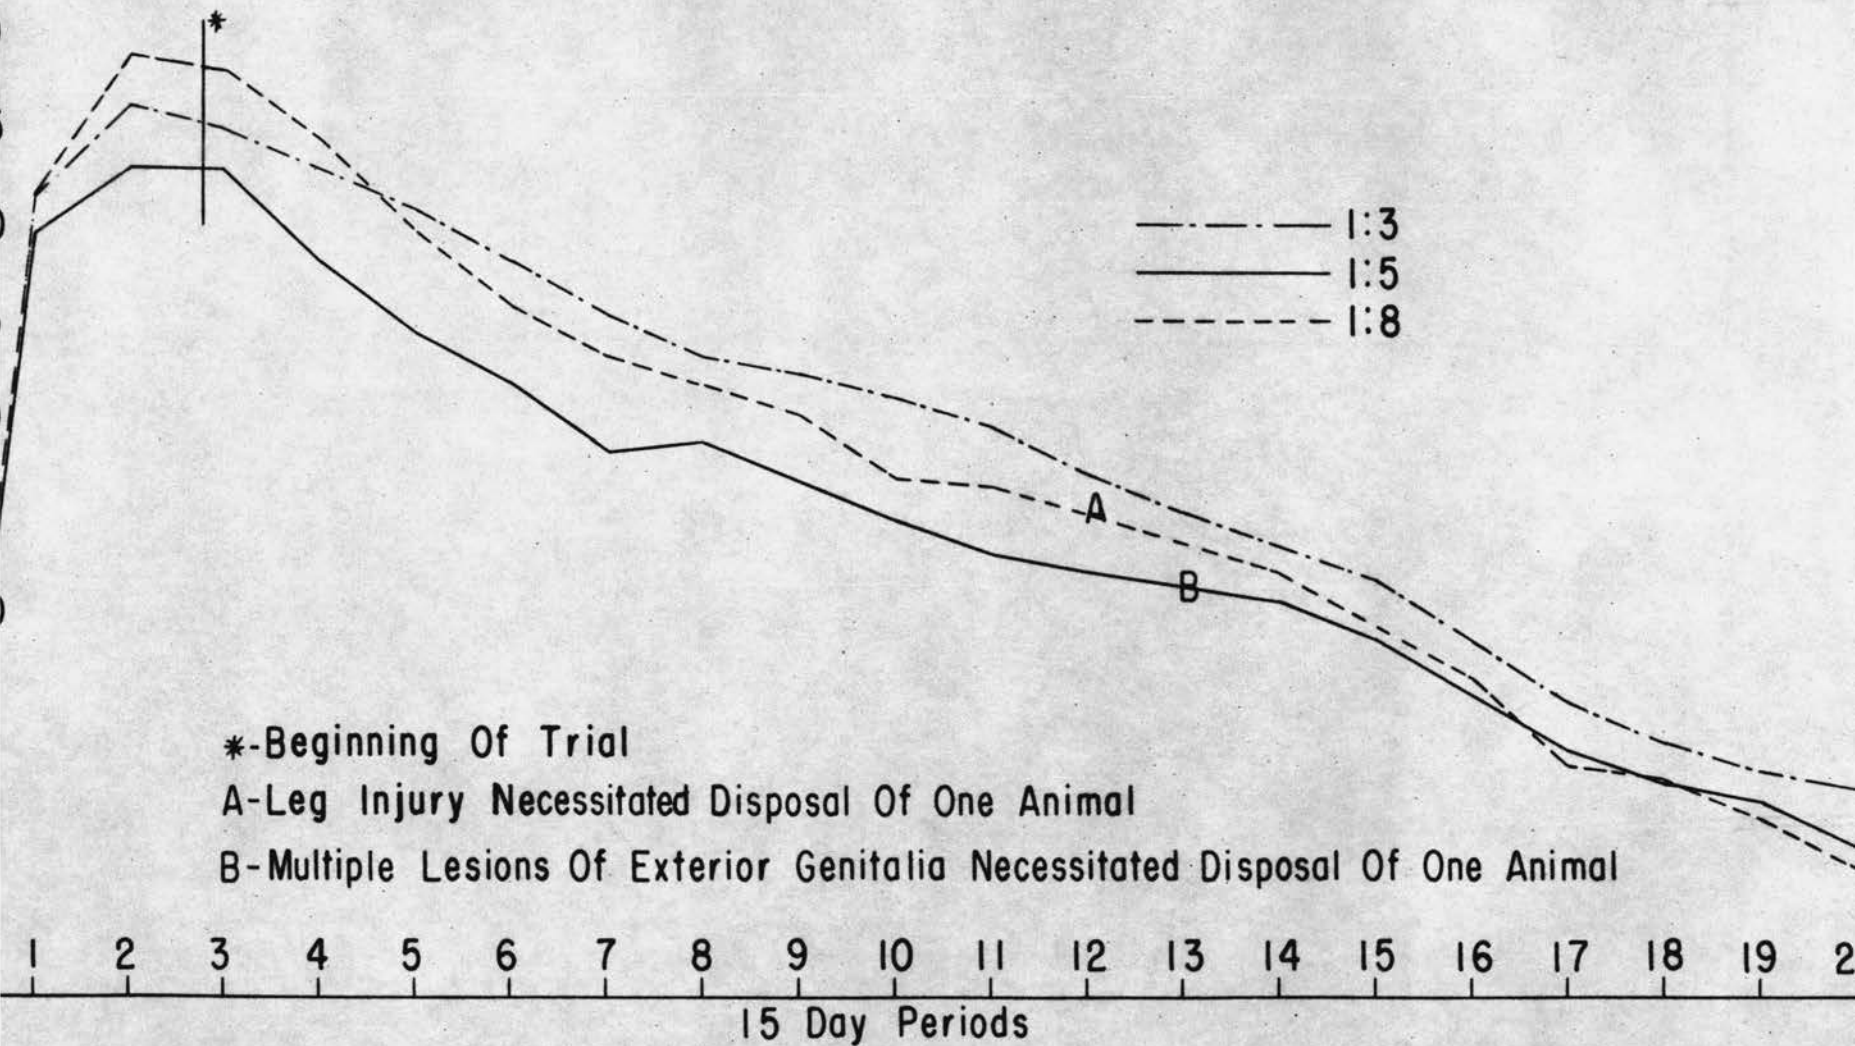 *
1:3
1:5
1:8
A
B
*-Beginning Of Trial
A-Leg Injury Necessitated Disposal Of One Animal
B-Multiple Lesions Of Exterior Genitalia Necessitated Disposal Of One Animal
1 2 3 4 5 6 7 8 9 10 11 12 13 14 15 16 17 18 19
15 Day Periods